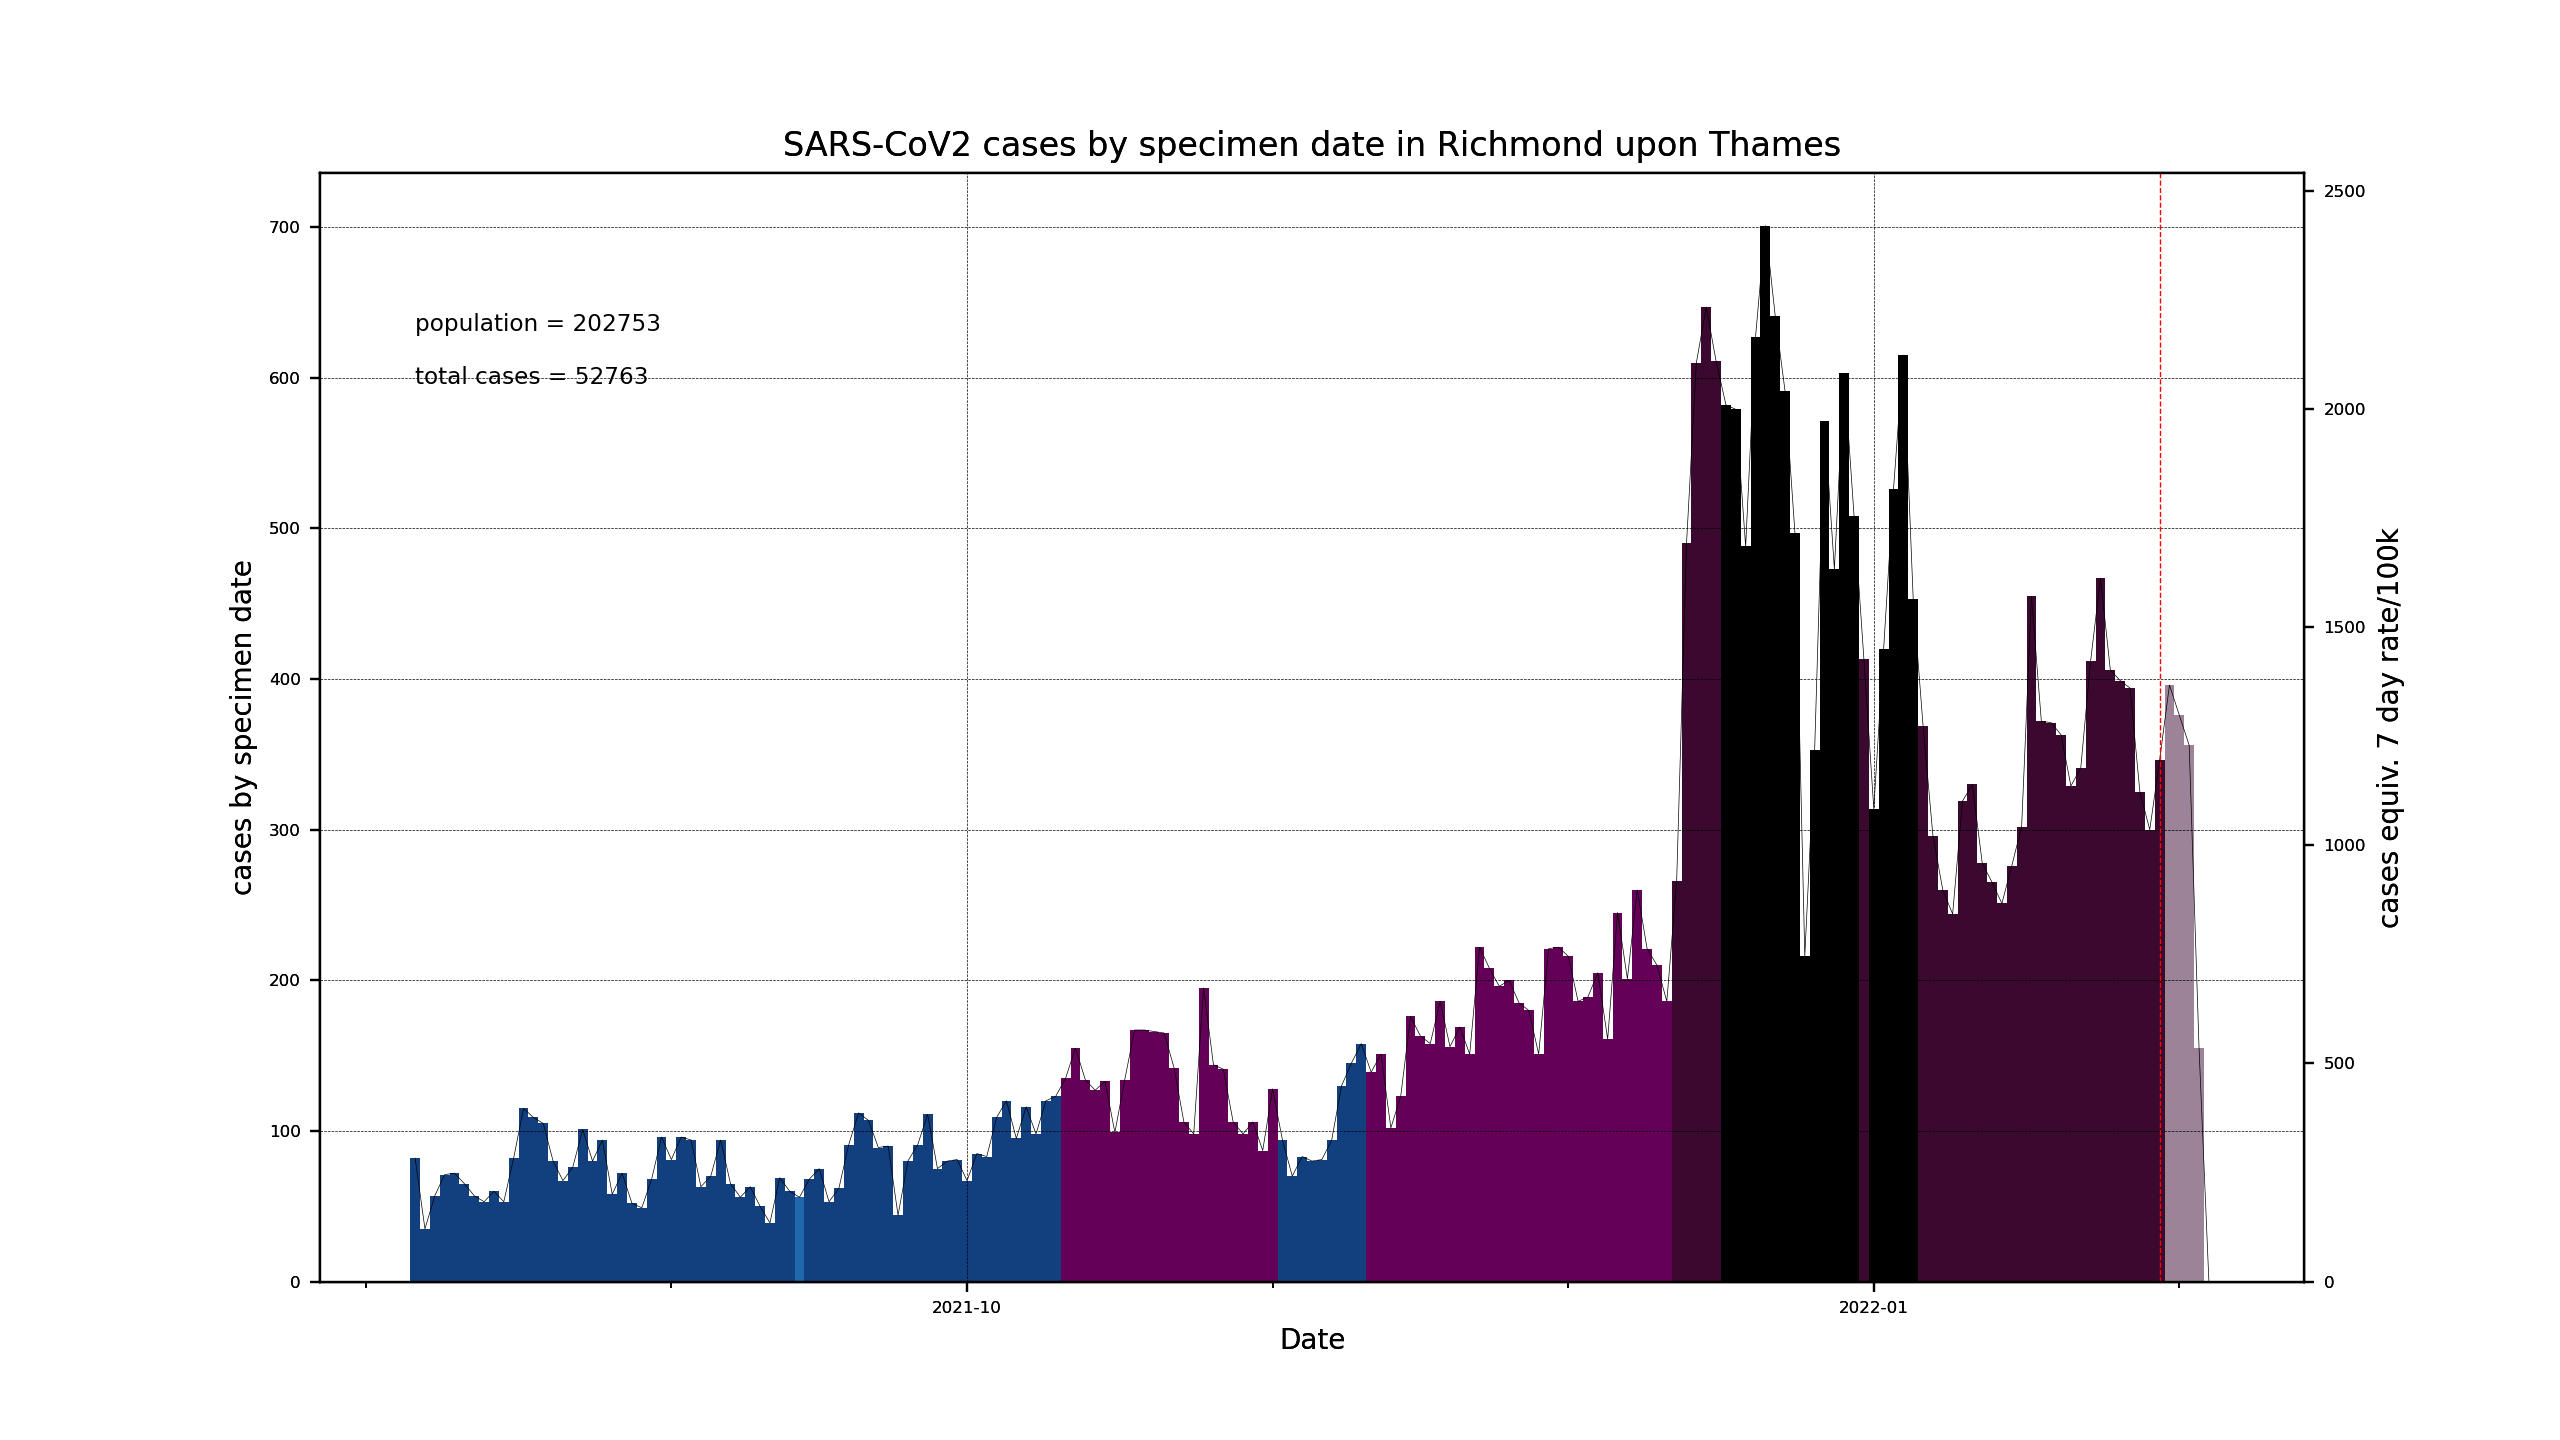 SARS-CoV2 cases by specimen date in Richmond upon Thames
population = 202753
total cases = 52763
cases by specimen date
700
600
500
400
300
200
100
0
2500
2000
1500
1000
500
0
cases equiv. 7 day rate/100k
2021-10
2022-01
Date